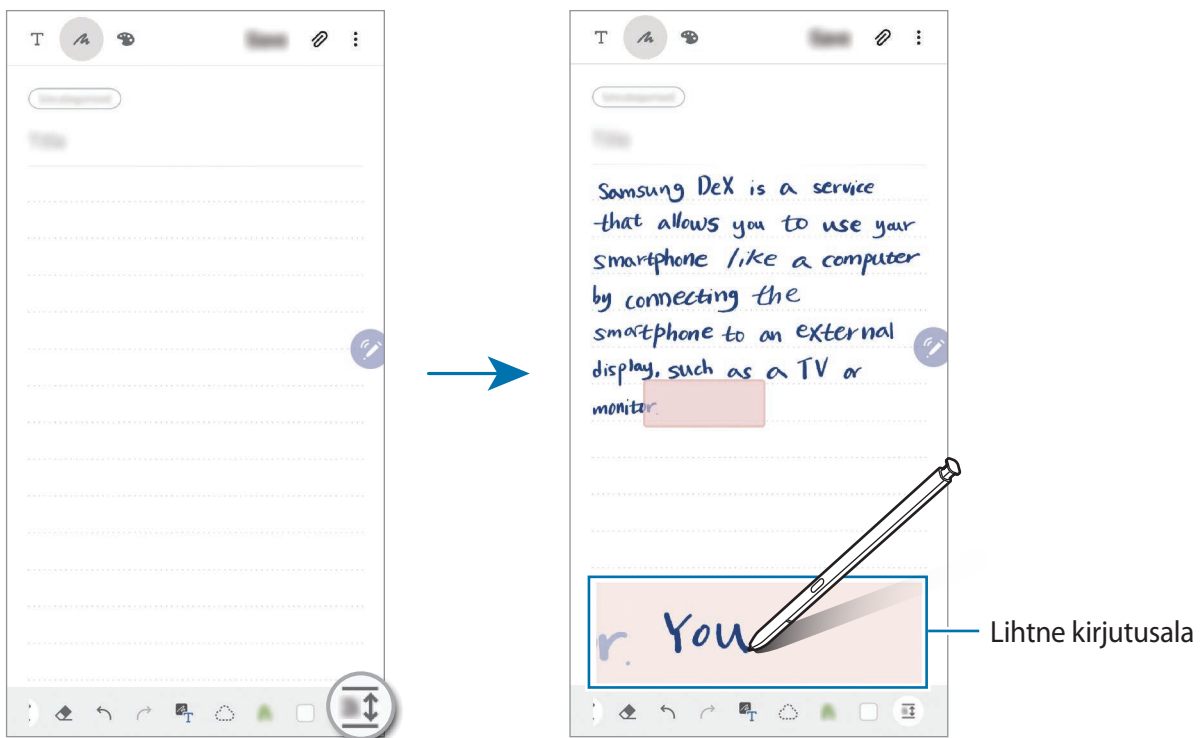 Samsung DeX is a service
that allows you to use your
smartphone like a computer
by connecting the
smartphone to an external
display, such as a TV or
monitor.
r. You
Lihtne kirjutusala